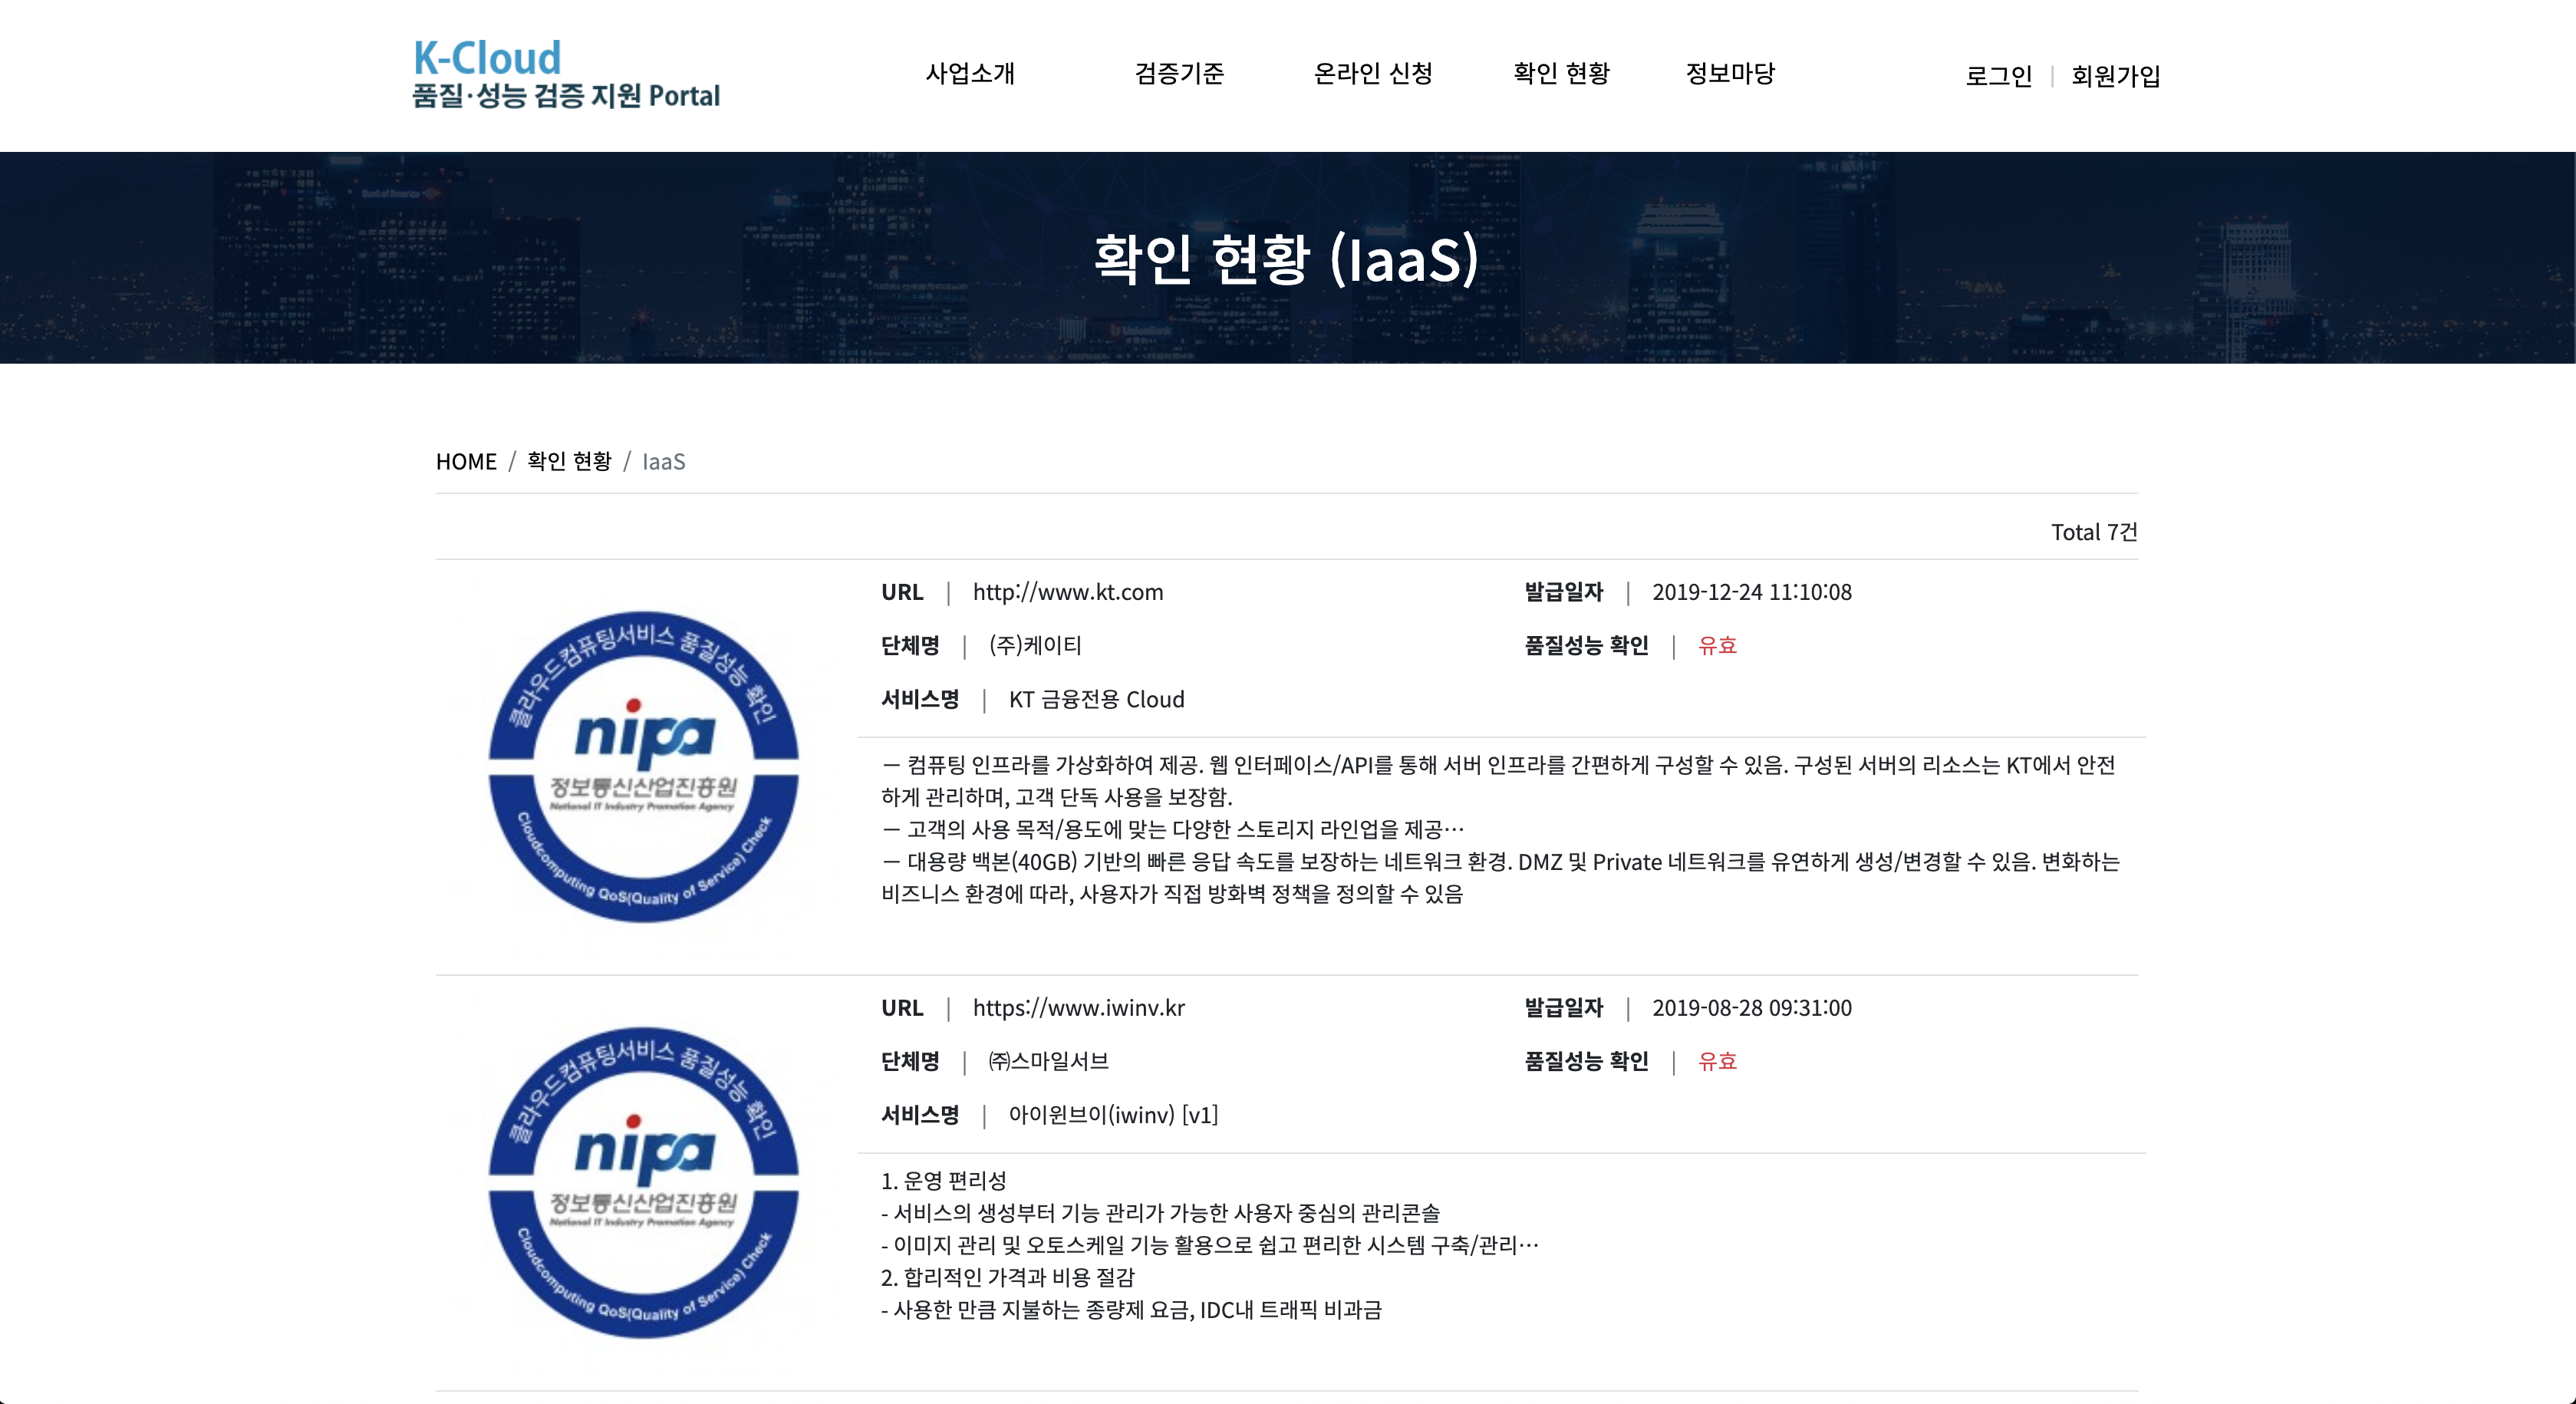 K-Cloud
품질·성능 검증 지원 Portal
사업소개 검증기준 온라인 신청 확인 현황 정보마당 로그인 | 회원가입
Bank of America
UnionBank
확인 현황 (IaaS)
HOME / 확인 현황 / IaaS
Total 7건
클라우드컴퓨팅서비스 품질성능 확인
nipa
정보통신산업진흥원
National IT Industry Promotion Agency
Cloudcomputing QoS(Quality of Service) Check
URL | http://www.kt.com 발급일자 | 2019-12-24 11:10:08
단체명 | (주)케이티 품질성능 확인 | 유효
서비스명 | KT 금융전용 Cloud
— 컴퓨팅 인프라를 가상화하여 제공. 웹 인터페이스/API를 통해 서버 인프라를 간편하게 구성할 수 있음. 구성된 서버의 리소스는 KT에서 안전
하게 관리하며, 고객 단독 사용을 보장함.
— 고객의 사용 목적/용도에 맞는 다양한 스토리지 라인업을 제공…
— 대용량 백본(40GB) 기반의 빠른 응답 속도를 보장하는 네트워크 환경. DMZ 및 Private 네트워크를 유연하게 생성/변경할 수 있음. 변화하는
비즈니스 환경에 따라, 사용자가 직접 방화벽 정책을 정의할 수 있음
클라우드컴퓨팅서비스 품질성능 확인
nipa
정보통신산업진흥원
National IT Industry Promotion Agency
Cloudcomputing QoS(Quality of Service) Check
URL | https://www.iwinv.kr 발급일자 | 2019-08-28 09:31:00
단체명 | ㈜스마일서브 품질성능 확인 | 유효
서비스명 | 아이윈브이(iwinv) [v1]
1. 운영 편리성
- 서비스의 생성부터 기능 관리가 가능한 사용자 중심의 관리콘솔
- 이미지 관리 및 오토스케일 기능 활용으로 쉽고 편리한 시스템 구축/관리…
2. 합리적인 가격과 비용 절감
- 사용한 만큼 지불하는 종량제 요금, IDC내 트래픽 비과금